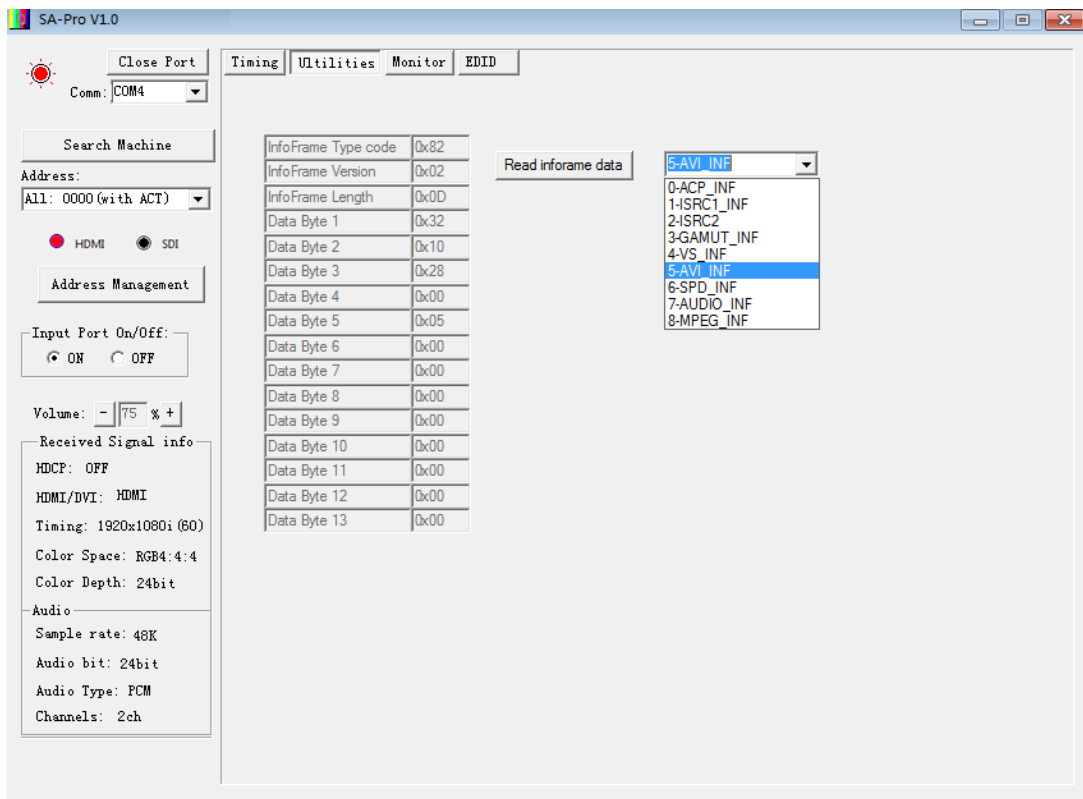 SA-Pro V1.0
Close Port
Comm: COM4
Search Machine
Address:
All: 0000(with ACT)
HDMI SDI
Address Management
Input Port On/Off:
ON OFF
Volume: - 75 % +
Received Signal info
HDCP: OFF
HDMI/DVI: HDMI
Timing: 1920x1080i(60)
Color Space: RGB4:4:4
Color Depth: 24bit
Audio
Sample rate: 48K
Audio bit: 24bit
Audio Type: PCM
Channels: 2ch
Timing Ultilities Monitor EDID
InfoFrame Type code 0x82
InfoFrame Version 0x02
InfoFrame Length 0x0D
Data Byte 1 0x32
Data Byte 2 0x10
Data Byte 3 0x28
Data Byte 4 0x00
Data Byte 5 0x05
Data Byte 6 0x00
Data Byte 7 0x00
Data Byte 8 0x00
Data Byte 9 0x00
Data Byte 10 0x00
Data Byte 11 0x00
Data Byte 12 0x00
Data Byte 13 0x00
Read inforame data
5-AVI_INF
0-ACP_INF
1-ISRC1_INF
2-ISRC2
3-GAMUT_INF
4-VS_INF
5-AVI_INF
6-SPD_INF
7-AUDIO_INF
8-MPEG_INF